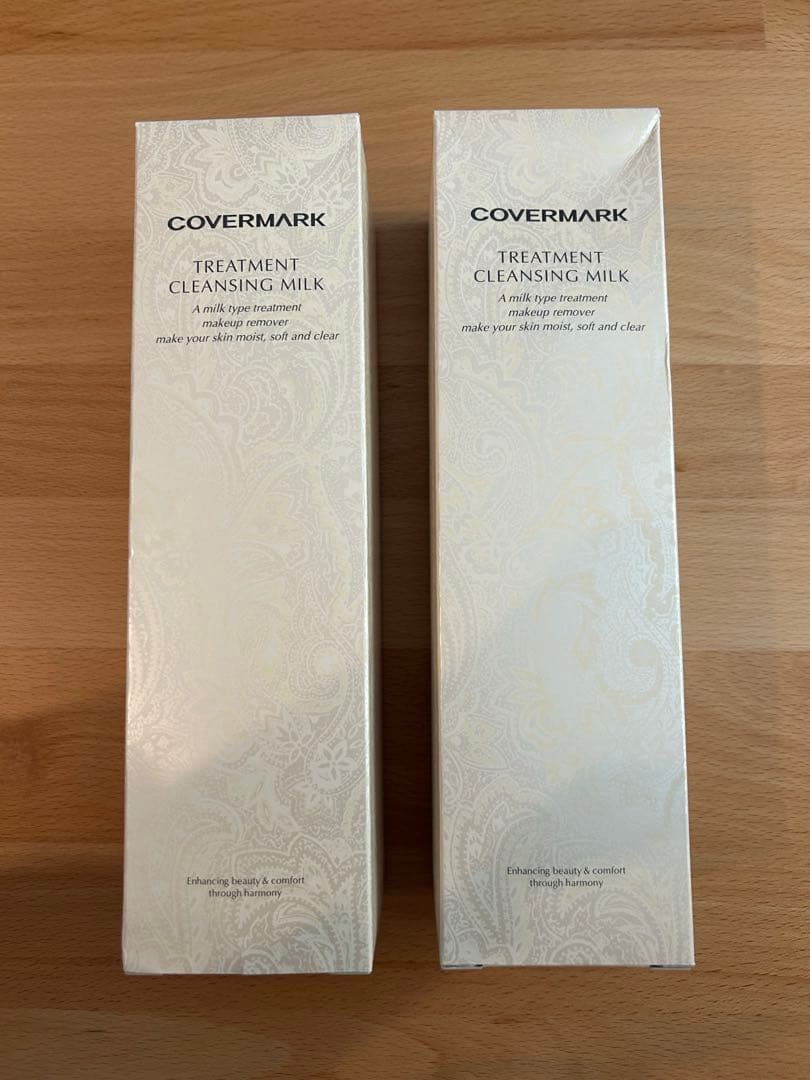 COVERMARK
TREATMENT
CLEANSING MILK
A milk type treatment
makeup remover
make your skin moist, soft and clear
Enhancing beauty & comfort
through harmony
COVERMARK
TREATMENT
CLEANSING MILK
A milk type treatment
makeup remover
make your skin moist, soft and clear
Enhancing beauty & comfort
through harmony